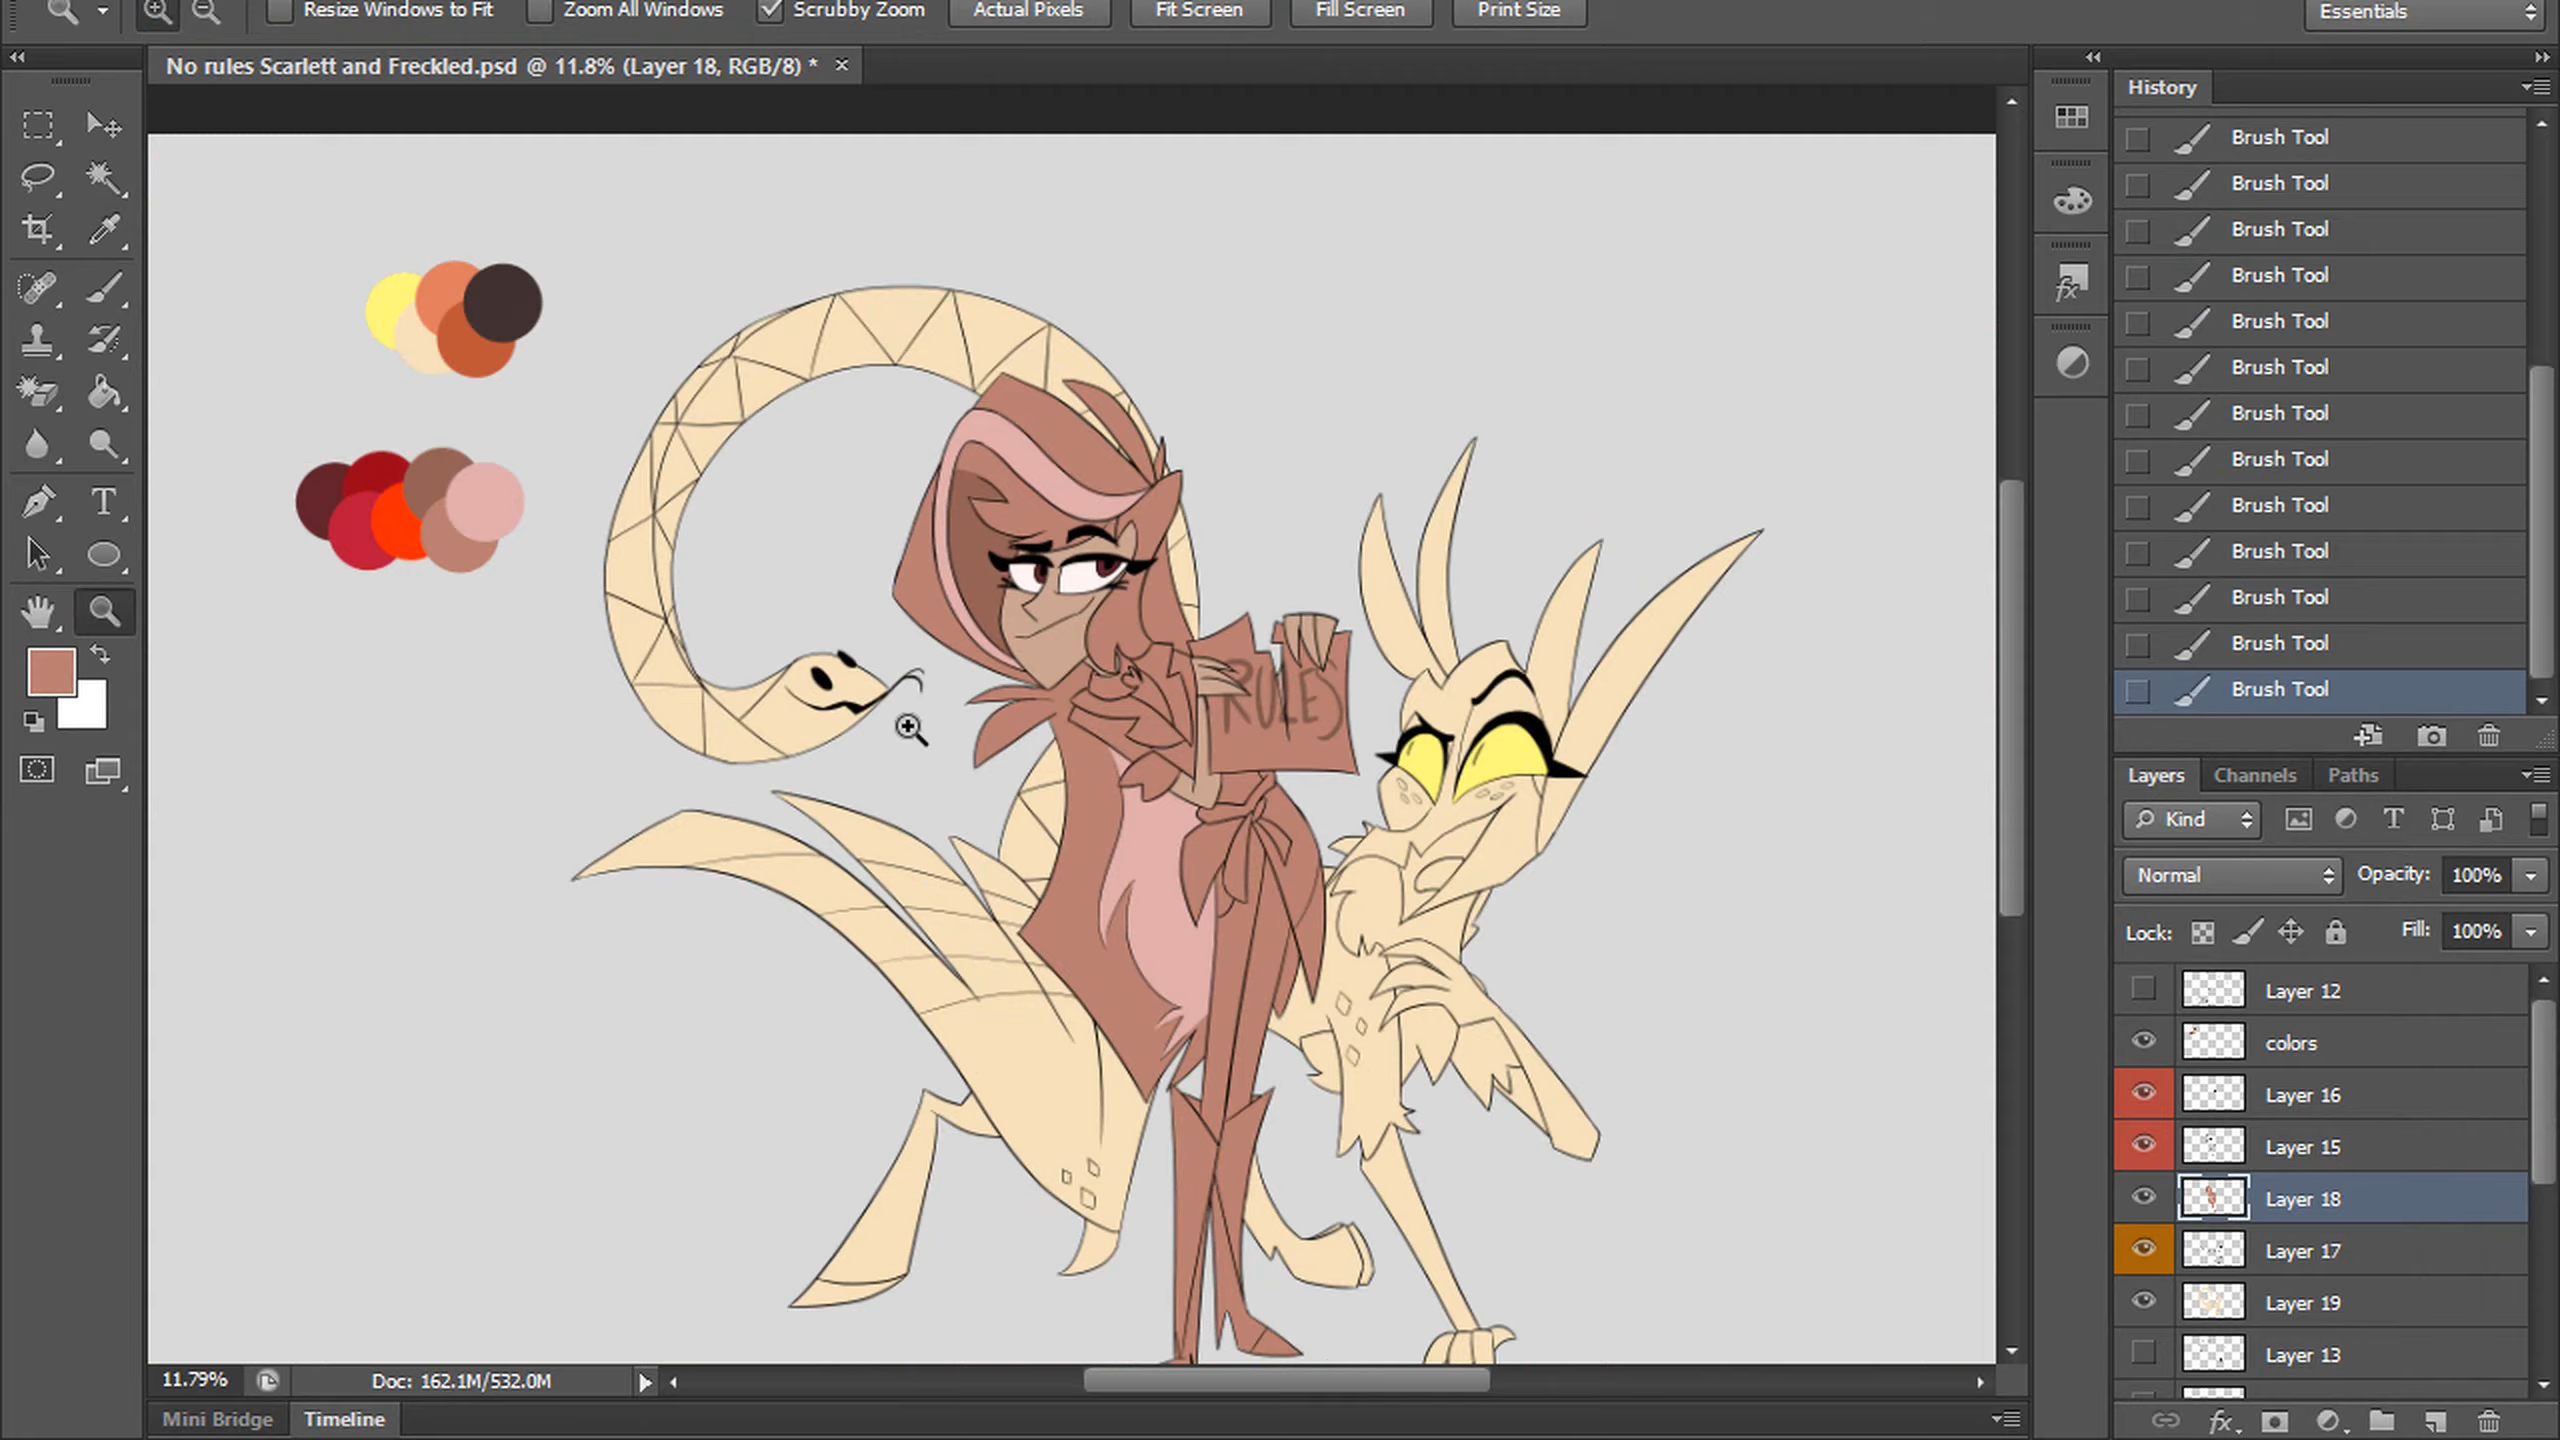 Resize Windows to Fit
Zoom All Windows
Scrubby Zoom
Actual Pixels
Fit Screen
Fill Screen
Print Size
Essentials
No rules Scarlett and Freckled.psd @ 11.8% (Layer 18, RGB/8) *
History
Brush Tool
Brush Tool
Brush Tool
Brush Tool
Brush Tool
Brush Tool
Brush Tool
Brush Tool
Brush Tool
Brush Tool
Brush Tool
Brush Tool
Brush Tool
RULES
Layers
Channels
Paths
Kind
Normal
Opacity: 100%
Lock:
Fill: 100%
Layer 12
colors
Layer 16
Layer 15
Layer 18
Layer 17
Layer 19
Layer 13
11.79%
Doc: 162.1M/532.0M
Mini Bridge
Timeline